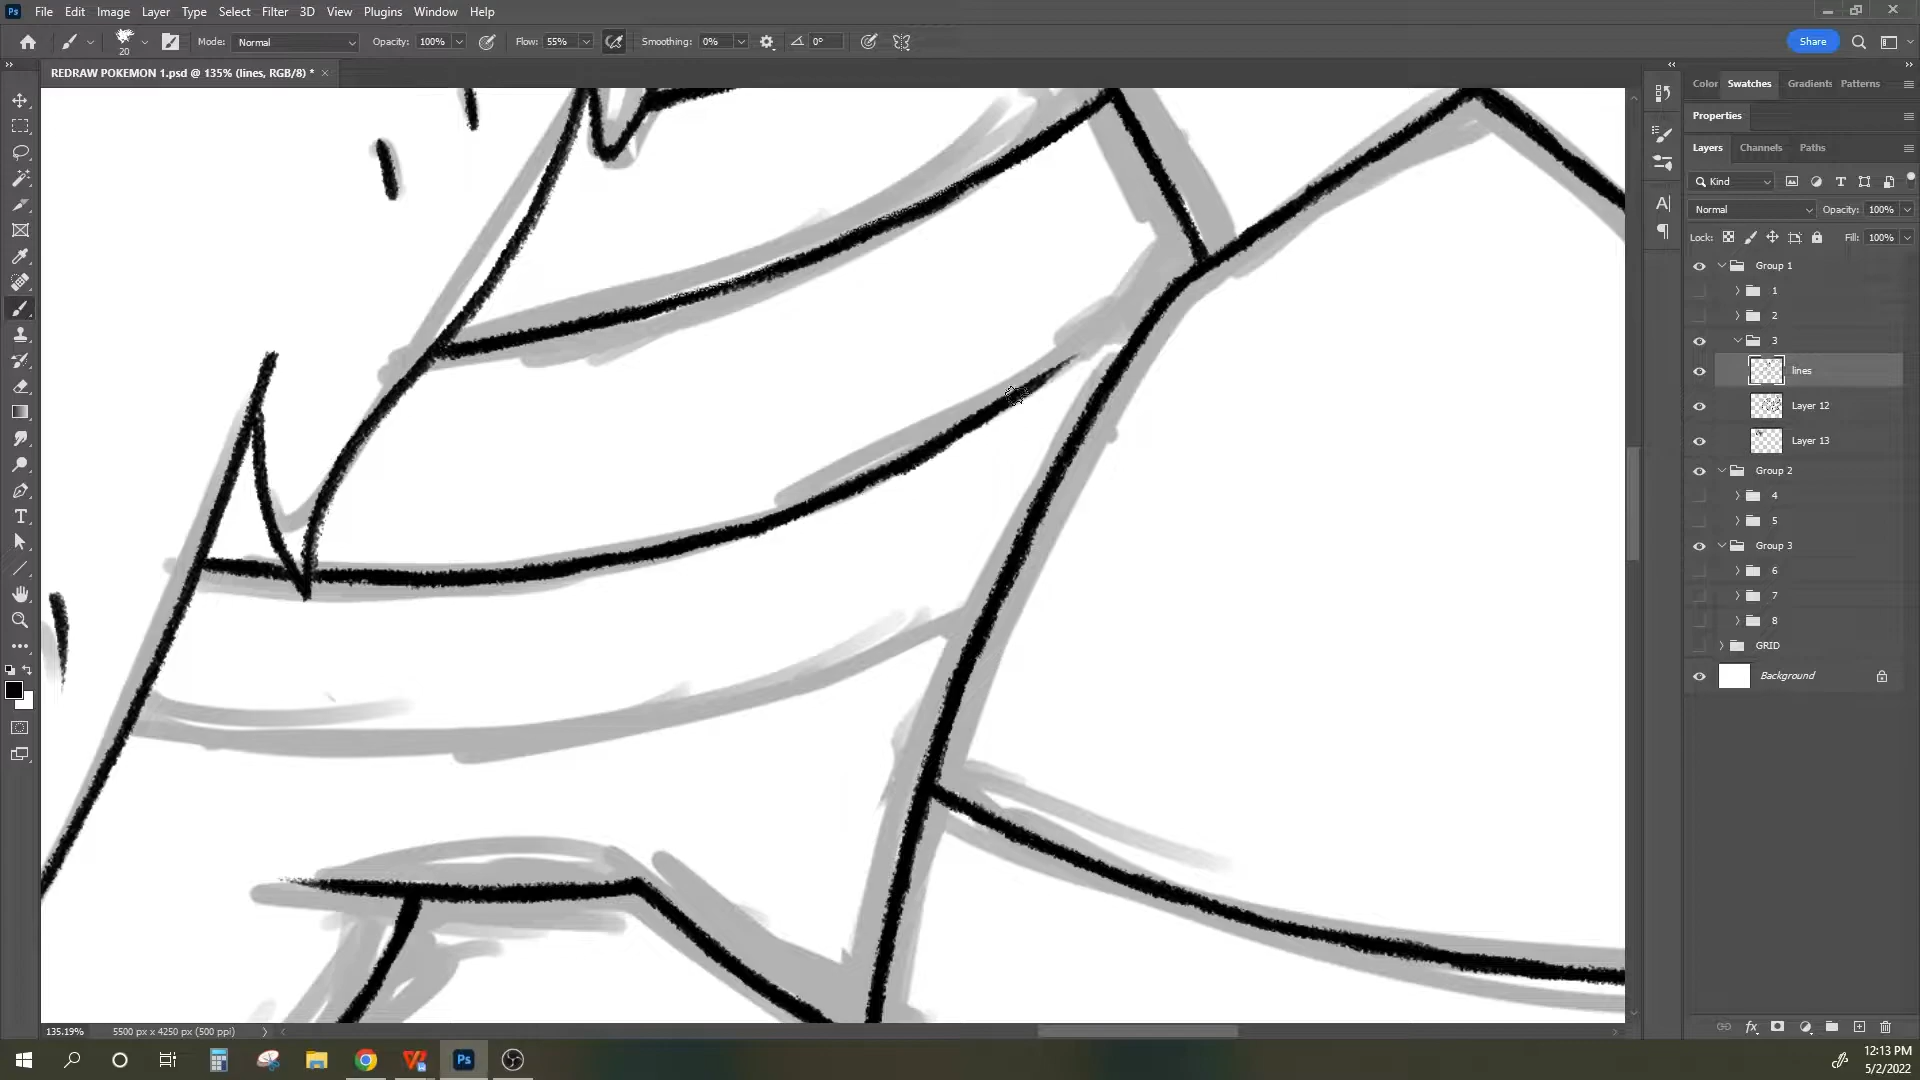 Ps File Edit Image Layer Type Select Filter 3D View Plugins Window Help
20 Mode: Normal Opacity: 100% Flow: 55% Smoothing: 0% 0° Share
REDRAW POKEMON 1.psd @ 135% (lines, RGB/8) * ×
Color Swatches Gradients Patterns
Properties
Layers Channels Paths
Kind
Normal Opacity: 100%
Lock: Fill: 100%
Group 1
1
2
3
lines
Layer 12
Layer 13
Group 2
4
5
Group 3
6
7
8
GRID
Background
135.19% 5500 px x 4250 px (500 ppi)
Ps
12:13 PM
5/2/2022